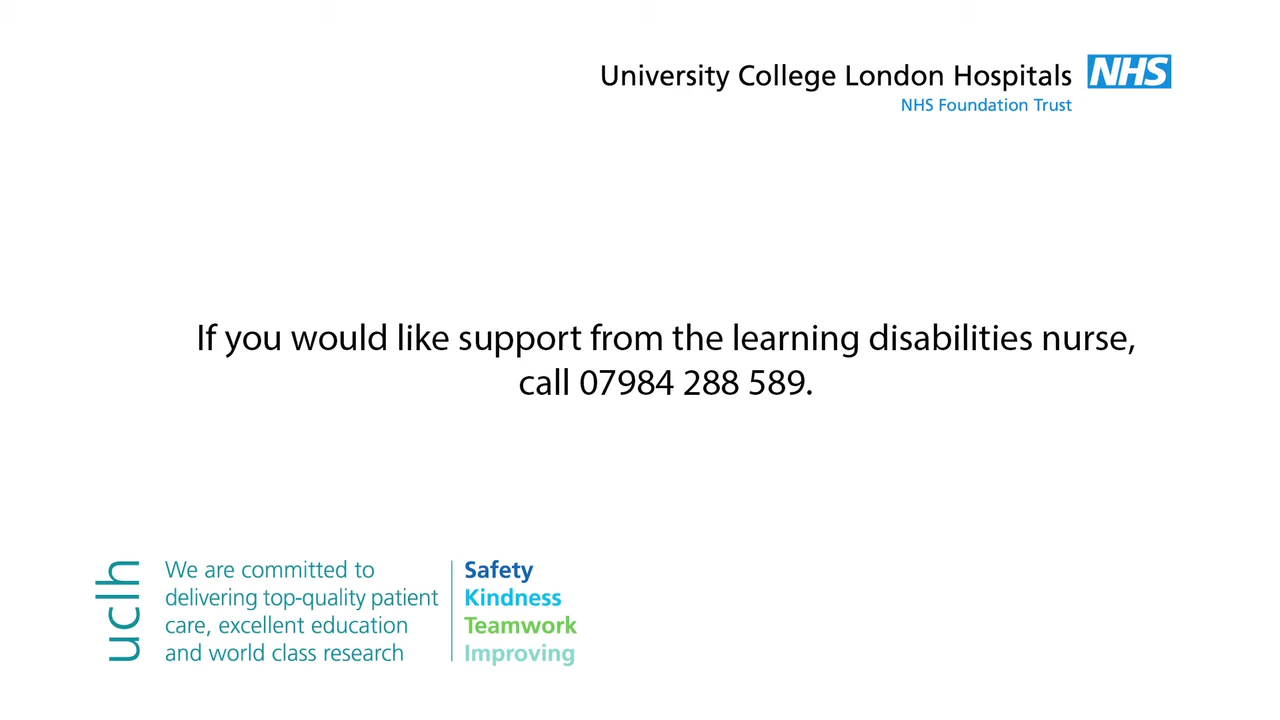 University College London Hospitals NHS
NHS Foundation Trust
If you would like support from the learning disabilities nurse,
call 07984 288 589.
uclh
We are committed to
delivering top-quality patient
care, excellent education
and world class research
Safety
Kindness
Teamwork
Improving